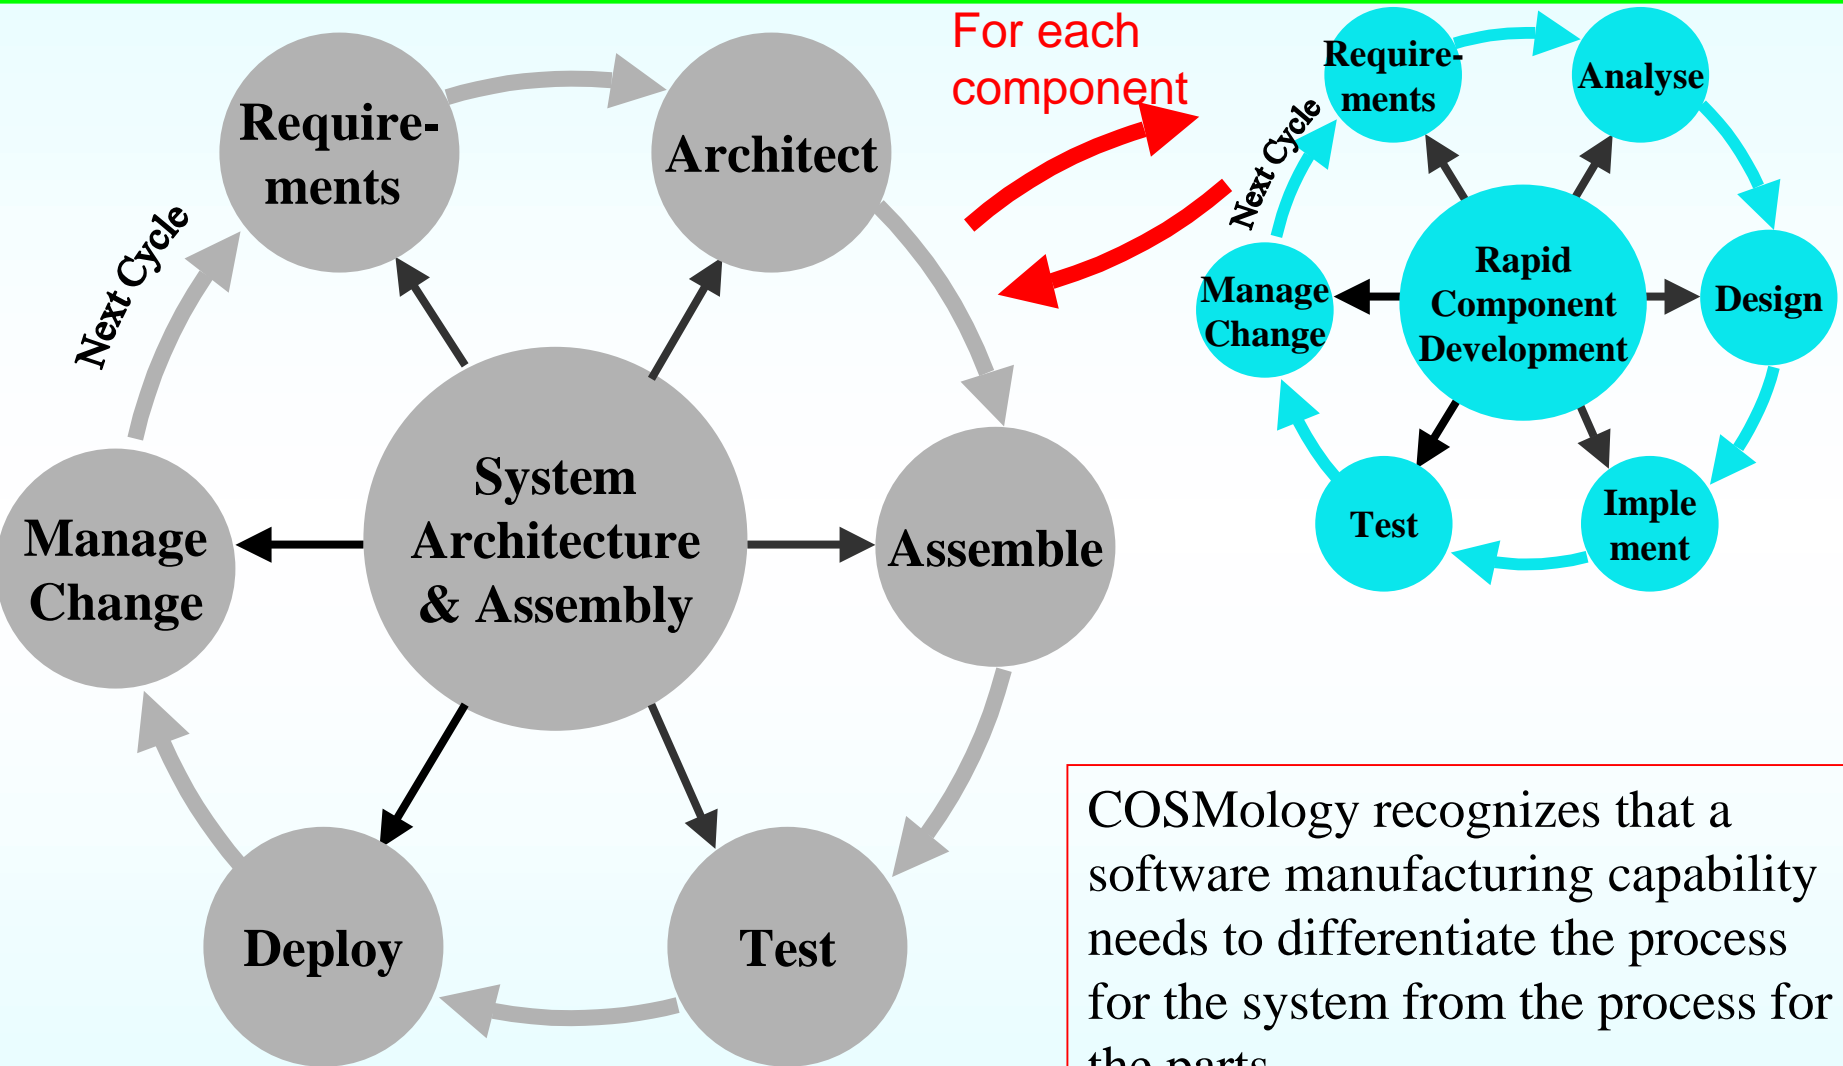 Require-
ments
Architect
Assemble
Test
Deploy
Manage
Change
Next Cycle
System
Architecture
& Assembly
For each
component
Require-
ments
Analyse
Design
Imple
ment
Test
Manage
Change
Next Cycle
Rapid
Component
Development
COSMology recognizes that a
software manufacturing capability
needs to differentiate the process
for the system from the process for
the parts